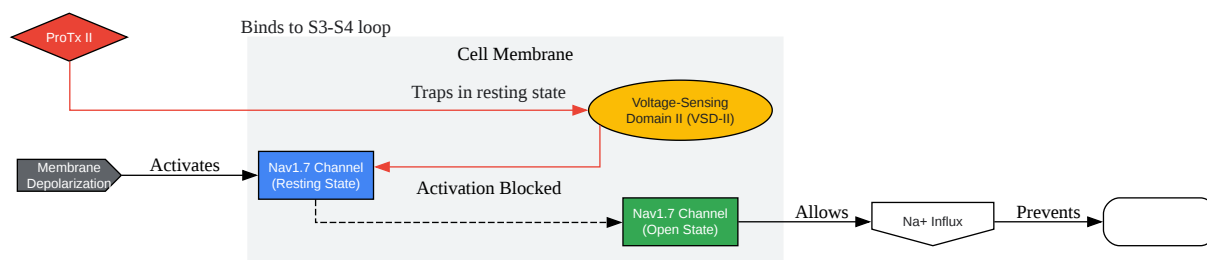 Binds to S3-S4 loop
ProTx II
Cell Membrane
Traps in resting state
Voltage-Sensing
Domain II (VSD-II)
Membrane
Depolarization
Activates
Nav1.7 Channel
(Resting State)
Activation Blocked
Nav1.7 Channel
(Open State)
Allows
Na+ Influx
Prevents